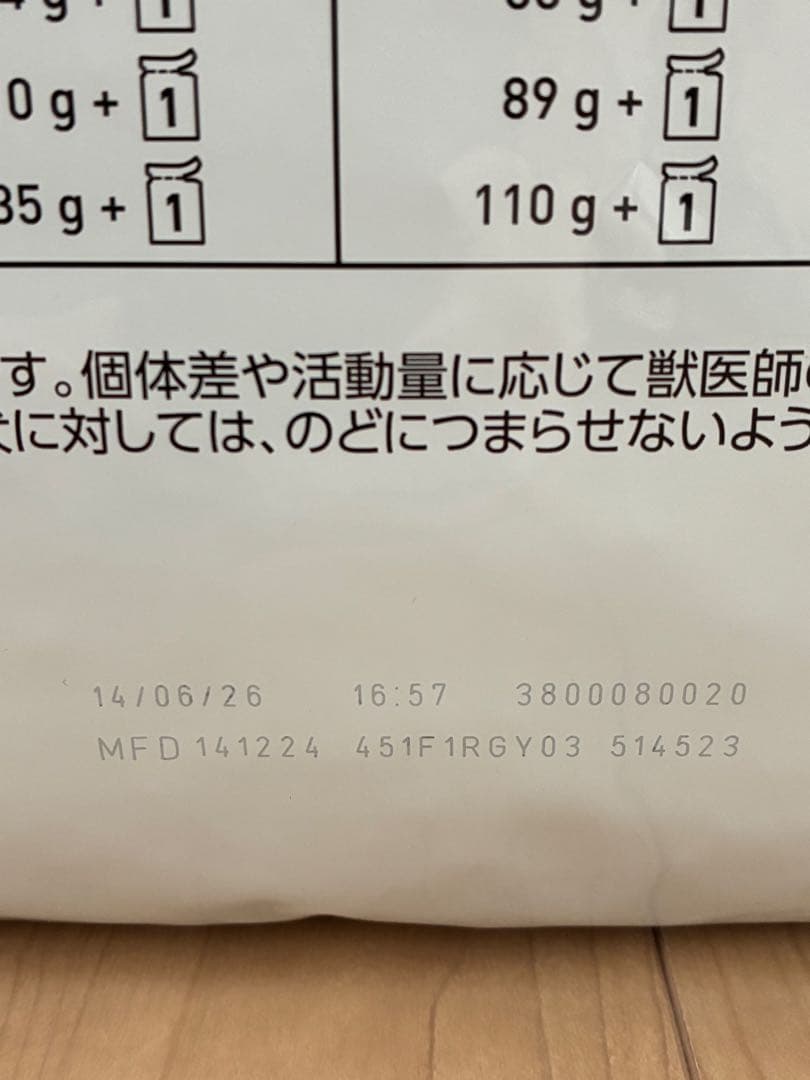 g + 1 g + 1
0 g + 1 89 g + 1
35 g + 1 110 g + 1
す。個体差や活動量に応じて獣医師
に対しては、のどにつまらせないよう
14/06/26 16:57 3800080020
MFD 141224 451F1RGY03 514523